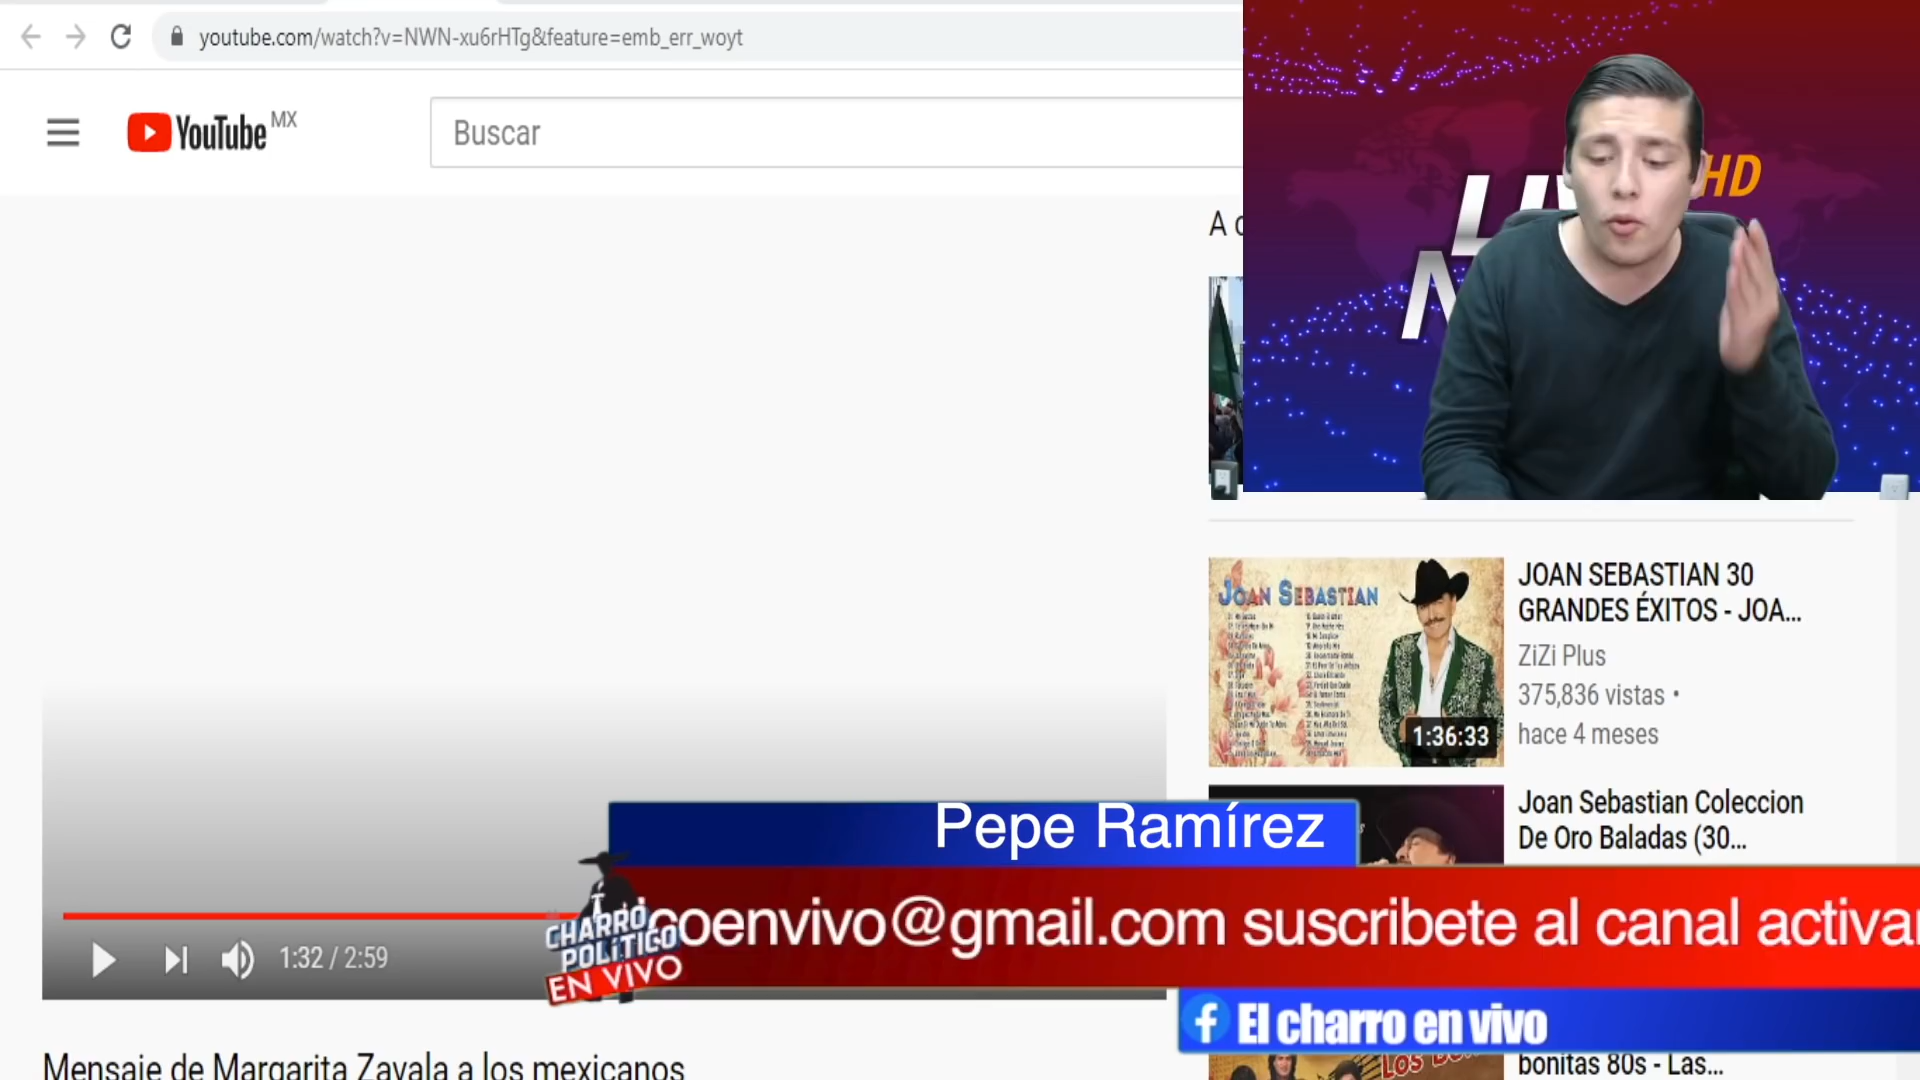 youtube.com/watch?v=NWN-xu6rHTg&feature=emb_err_woyt
YouTube MX
Buscar
HD
JOAN SEBASTIAN
JOAN SEBASTIAN 30
GRANDES ÉXITOS - JOA...
ZiZi Plus
375,836 vistas •
hace 4 meses
1:36:33
Joan Sebastian Coleccion
De Oro Baladas (30...
Pepe Ramírez
icoenvivo@gmail.com suscribete al canal activar
CHARRO
POLÍTICO
EN VIVO
1:32 / 2:59
El charro en vivo
bonitas 80s - Las...
Mensaje de Margarita Zavala a los mexicanos